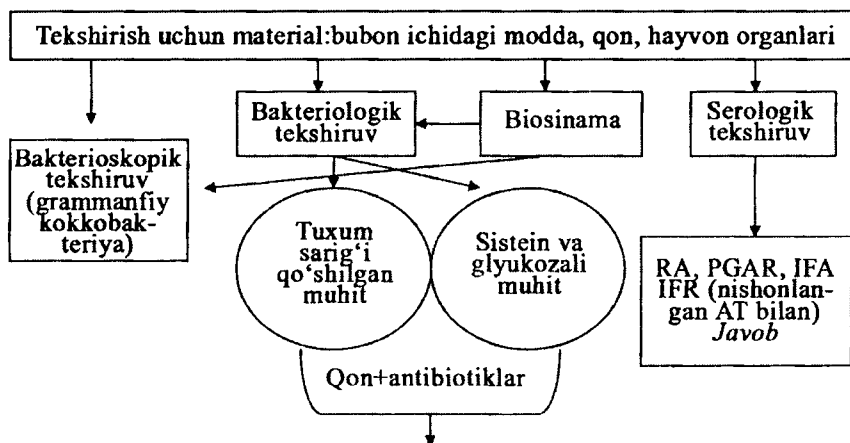 Tekshirish uchun material:bubon ichidagi modda, qon, hayvon organlari
Bakteriologik
tekshiruv
Biosinama
Serologik
tekshiruv
Bakterioskopik
tekshiruv
(grammanfiy
kokkobak-
teriya)
Tuxum
sarig‘i
qo‘shilgan
muhit
Sistein va
glyukozali
muhit
RA, PGAR, IFA
IFR (nishonlan-
gan AT bilan)
Javob
Qon+antibiotiklar